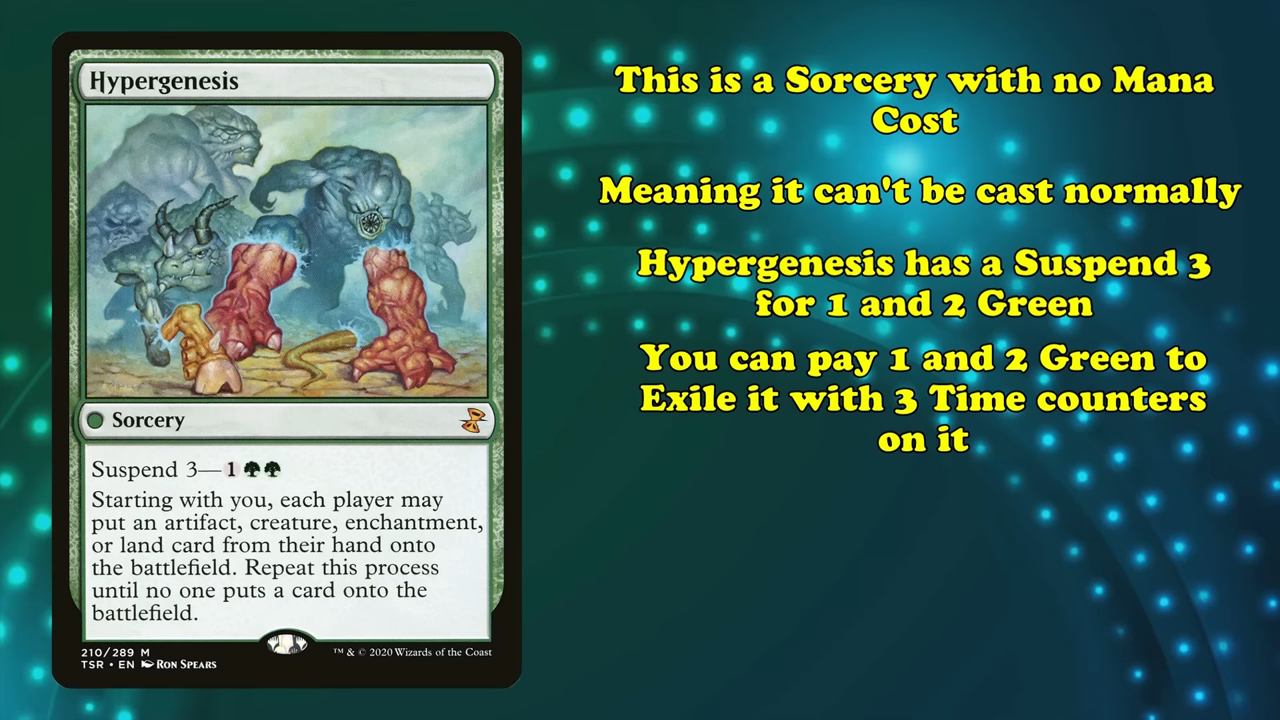 Hypergenesis
Sorcery
Suspend 3—1
Starting with you, each player may
put an artifact, creature, enchantment,
or land card from their hand onto
the battlefield. Repeat this process
until no one puts a card onto the
battlefield.
210/289 M
TSR • EN Ron Spears
™ & © 2020 Wizards of the Coast
This is a Sorcery with no Mana
Cost
Meaning it can't be cast normally
Hypergenesis has a Suspend 3
for 1 and 2 Green
You can pay 1 and 2 Green to
Exile it with 3 Time counters
on it